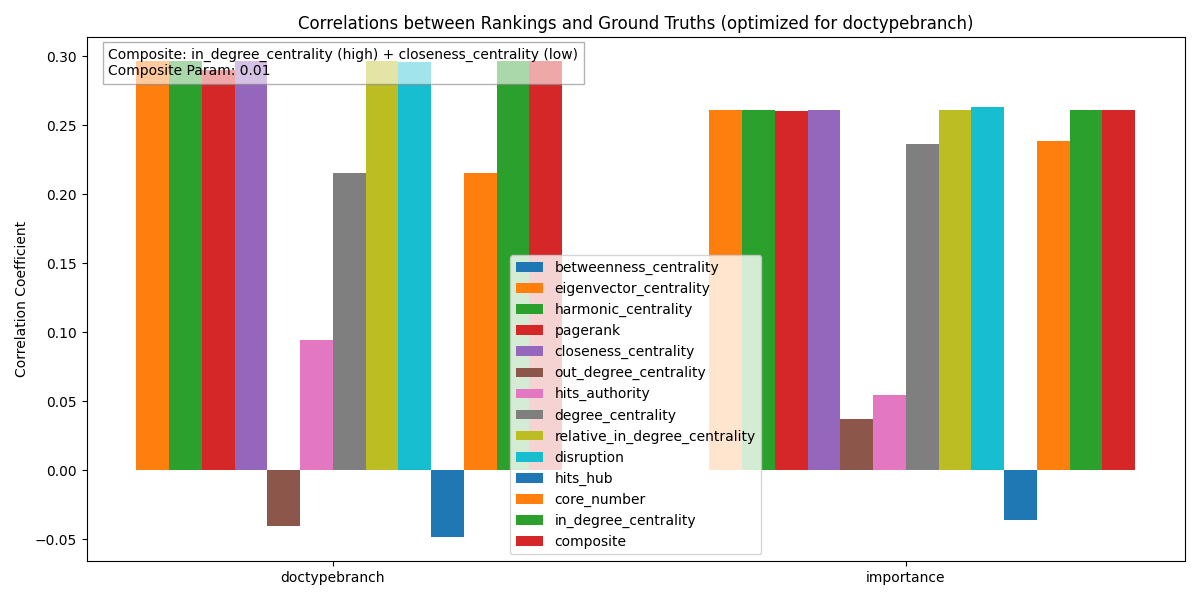 Correlations between Rankings and Ground Truths (optimized for doctypebranch)
Composite: in_degree_centrality (high) + closeness_centrality (low)
Composite Param: 0.01
Correlation Coefficient
0.30
0.25
0.20
0.15
0.10
0.05
0.00
−0.05
betweenness_centrality
eigenvector_centrality
harmonic_centrality
pagerank
closeness_centrality
out_degree_centrality
hits_authority
degree_centrality
relative_in_degree_centrality
disruption
hits_hub
core_number
in_degree_centrality
composite
doctypebranch
importance